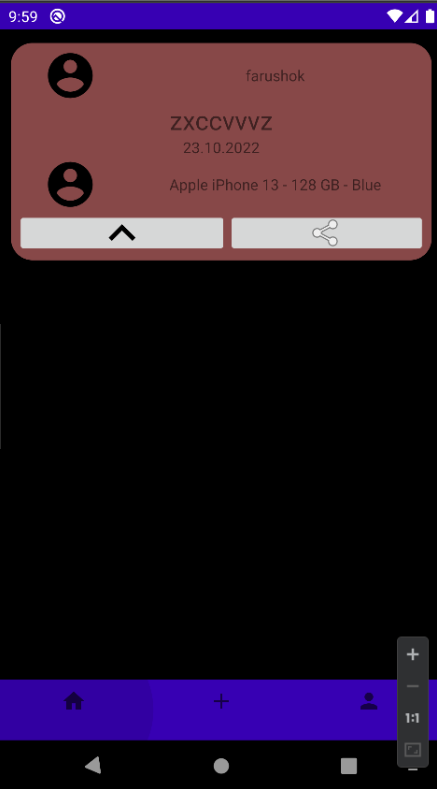 9:59
farushok
ZXCCVVVZ
23.10.2022
Apple iPhone 13 - 128 GB - Blue
1:1